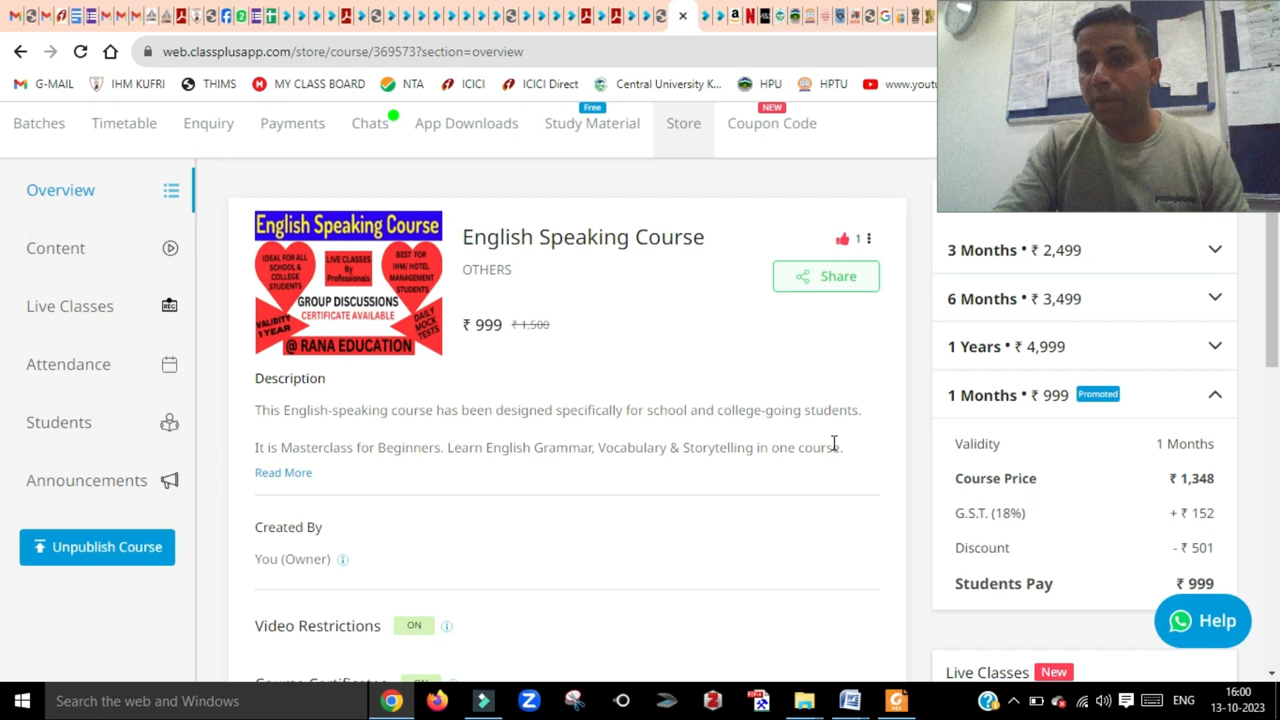 web.classplusapp.com/store/course/369573?section=overview
G-MAIL IHM KUFRI THIMS MY CLASS BOARD NTA ICICI ICICI Direct Central University K... HPU HPTU
Free NEW
Batches Timetable Enquiry Payments Chats App Downloads Study Material Store Coupon Code
Overview
Content
Live Classes
REC
Attendance
Students
Announcements
Unpublish Course
English Speaking Course
IDEAL FOR ALL SCHOOL & COLLEGE STUDENTS
LIVE CLASSES By Professionals
BEST FOR IHM/ HOTEL MANAGEMENT STUDENTS
GROUP DISCUSSIONS
CERTIFICATE AVAILABLE
VALIDITY 1 YEAR
DAILY MOCK TESTS
@ RANA EDUCATION
English Speaking Course
1
OTHERS
Share
₹ 999 ₹ 1,500
Description
This English-speaking course has been designed specifically for school and college-going students.
It is Masterclass for Beginners. Learn English Grammar, Vocabulary & Storytelling in one course.
Read More
Created By
You (Owner)
Video Restrictions ON
3 Months • ₹ 2,499
6 Months • ₹ 3,499
1 Years • ₹ 4,999
1 Months • ₹ 999 Promoted
Validity 1 Months
Course Price ₹ 1,348
G.S.T. (18%) + ₹ 152
Discount - ₹ 501
Students Pay ₹ 999
Help
Live Classes New
Search the web and Windows
ENG
16:00
13-10-2023